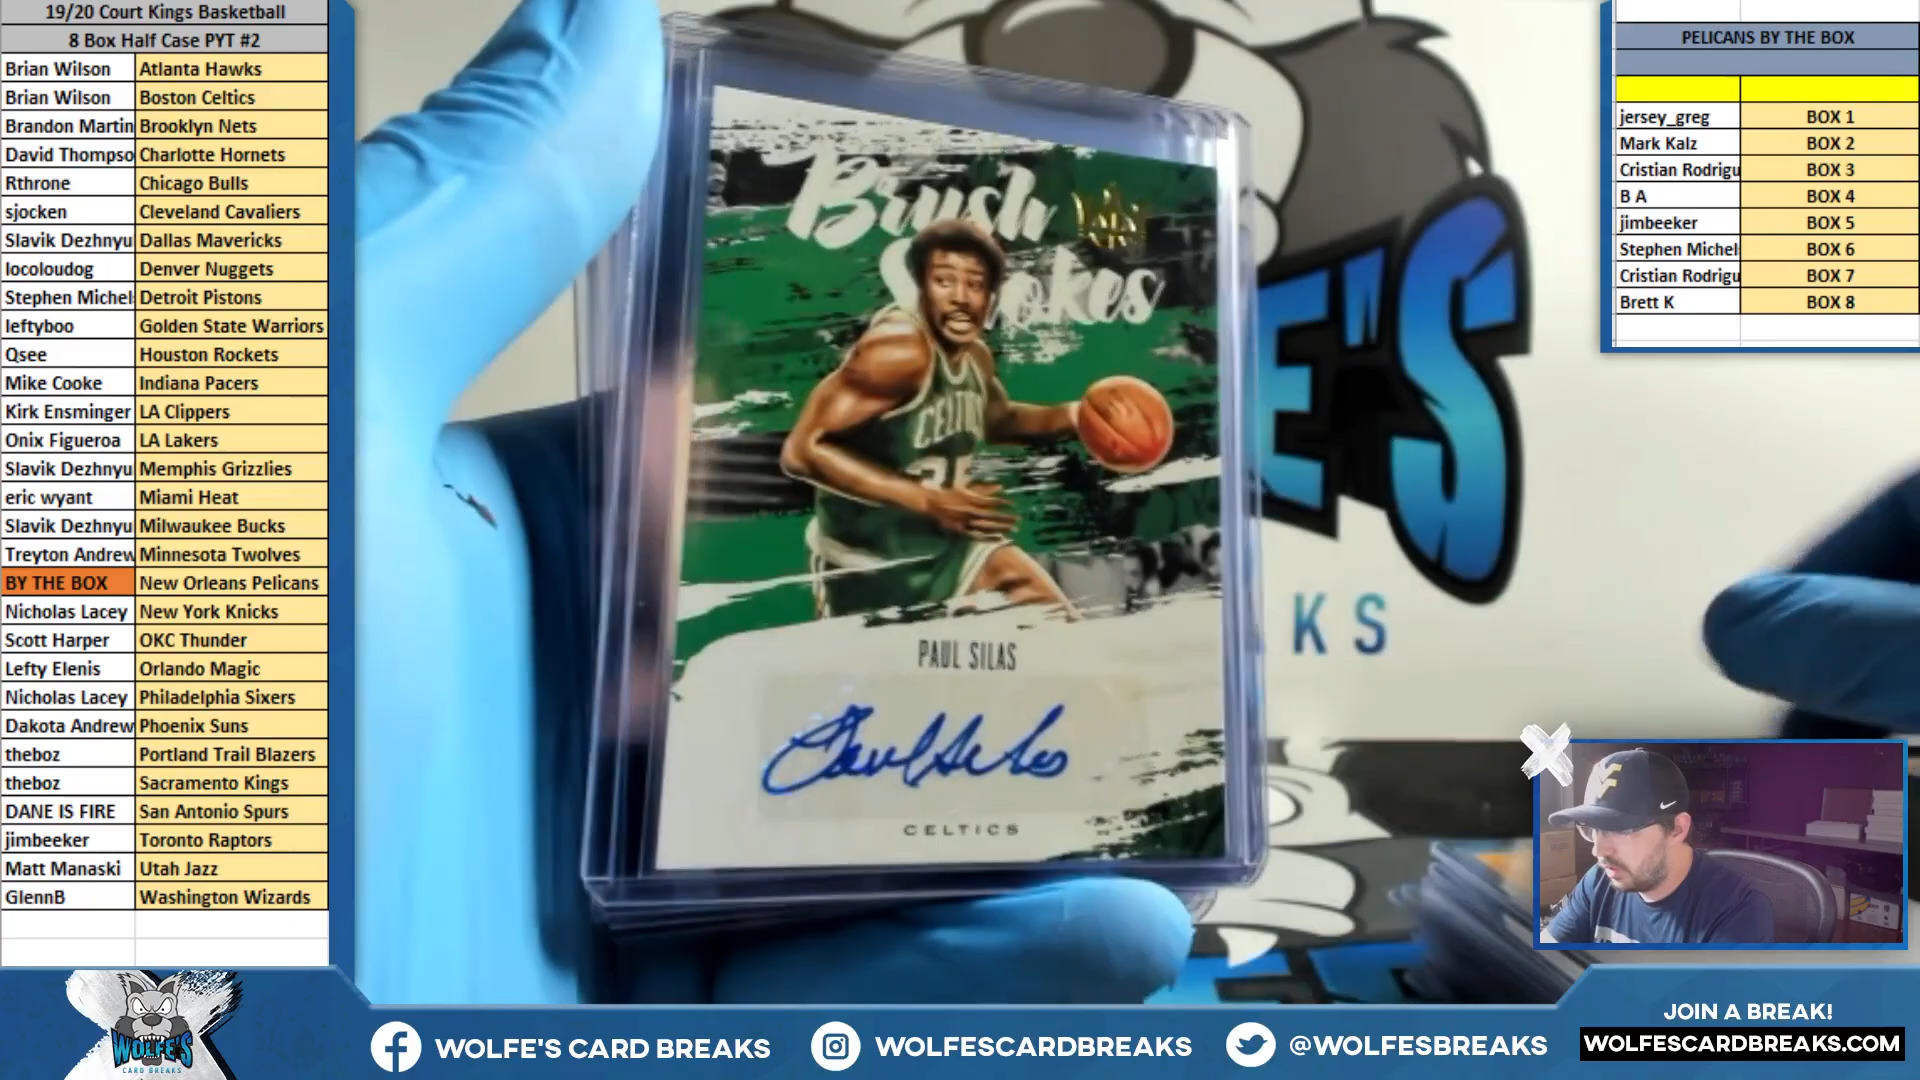 19/20 Court Kings Basketball
8 Box Half Case PYT #2
Brian Wilson Atlanta Hawks
Brian Wilson Boston Celtics
Brandon Martin Brooklyn Nets
David Thompso Charlotte Hornets
Rthrone Chicago Bulls
sjocken Cleveland Cavaliers
Slavik Dezhnyu Dallas Mavericks
locoloudog Denver Nuggets
Stephen Michel Detroit Pistons
leftyboo Golden State Warriors
Qsee Houston Rockets
Mike Cooke Indiana Pacers
Kirk Ensminger LA Clippers
Onix Figueroa LA Lakers
Slavik Dezhnyu Memphis Grizzlies
eric wyant Miami Heat
Slavik Dezhnyu Milwaukee Bucks
Treyton Andrew Minnesota Twolves
BY THE BOX New Orleans Pelicans
Nicholas Lacey New York Knicks
Scott Harper OKC Thunder
Lefty Elenis Orlando Magic
Nicholas Lacey Philadelphia Sixers
Dakota Andrew Phoenix Suns
theboz Portland Trail Blazers
theboz Sacramento Kings
DANE IS FIRE San Antonio Spurs
jimbeeker Toronto Raptors
Matt Manaski Utah Jazz
GlennB Washington Wizards
PELICANS BY THE BOX
jersey_greg BOX 1
Mark Kalz BOX 2
Cristian Rodrigu BOX 3
B A BOX 4
jimbeeker BOX 5
Stephen Michel BOX 6
Cristian Rodrigu BOX 7
Brett K BOX 8
Brush
Strokes
CELTICS
35
PAUL SILAS
Paul Silas
CELTICS
E'S
KS
WOLFE'S
CARD BREAKS
WOLFE'S CARD BREAKS
WOLFESCARDBREAKS
@WOLFESBREAKS
JOIN A BREAK!
WOLFESCARDBREAKS.COM